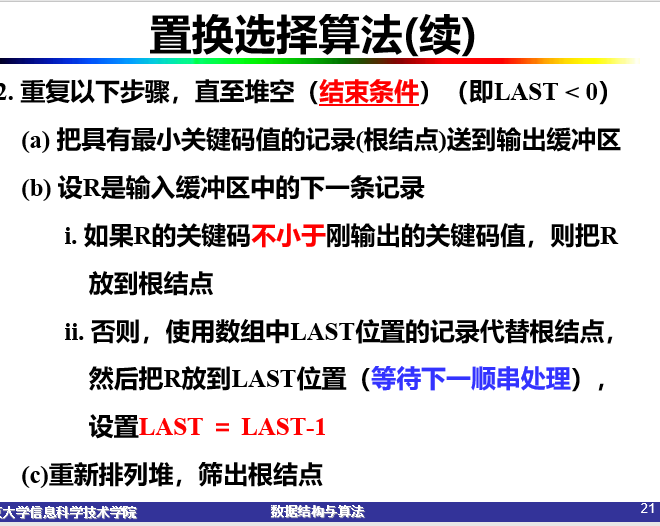 置换选择算法(续)
2. 重复以下步骤，直至堆空（结束条件）（即LAST < 0）
(a) 把具有最小关键码值的记录(根结点)送到输出缓冲区
(b) 设R是输入缓冲区中的下一条记录
i. 如果R的关键码不小于刚输出的关键码值，则把R
放到根结点
ii. 否则，使用数组中LAST位置的记录代替根结点，
然后把R放到LAST位置（等待下一顺串处理），
设置LAST = LAST-1
(c)重新排列堆，筛出根结点
大学信息科学技术学院
数据结构与算法
21